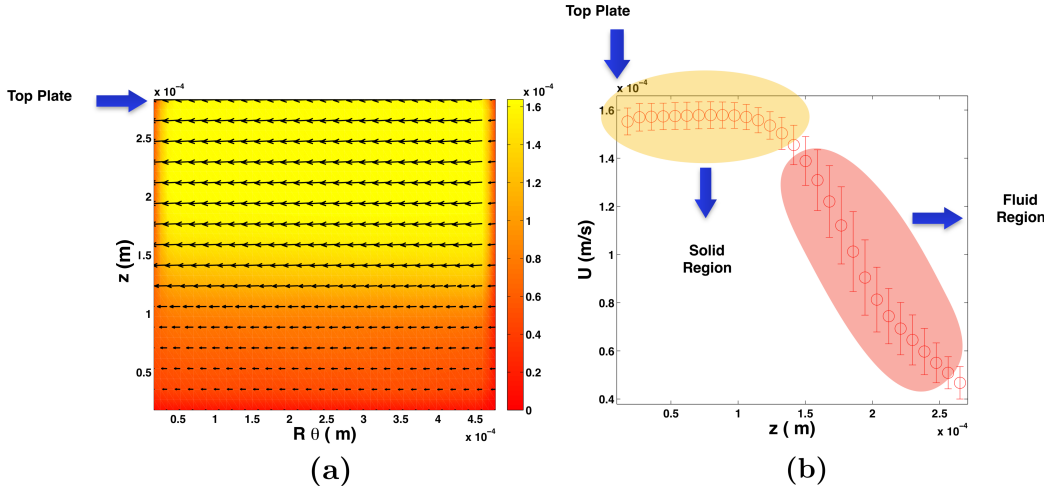 Top Plate
x 10⁻⁴
2.5
2
1.5
1
0.5
z (m)
0.5
1
1.5
2
2.5
3
3.5
4
4.5
x 10⁻⁴
R θ ( m)
x 10⁻⁴
1.6
1.4
1.2
1
0.8
0.6
0.4
0.2
0
(a)
Top Plate
x 10⁻⁴
1.6
1.4
1.2
1
0.8
0.6
0.4
U (m/s)
Solid
Region
Fluid
Region
0.5
1
1.5
2
2.5
x 10⁻⁴
z ( m)
(b)